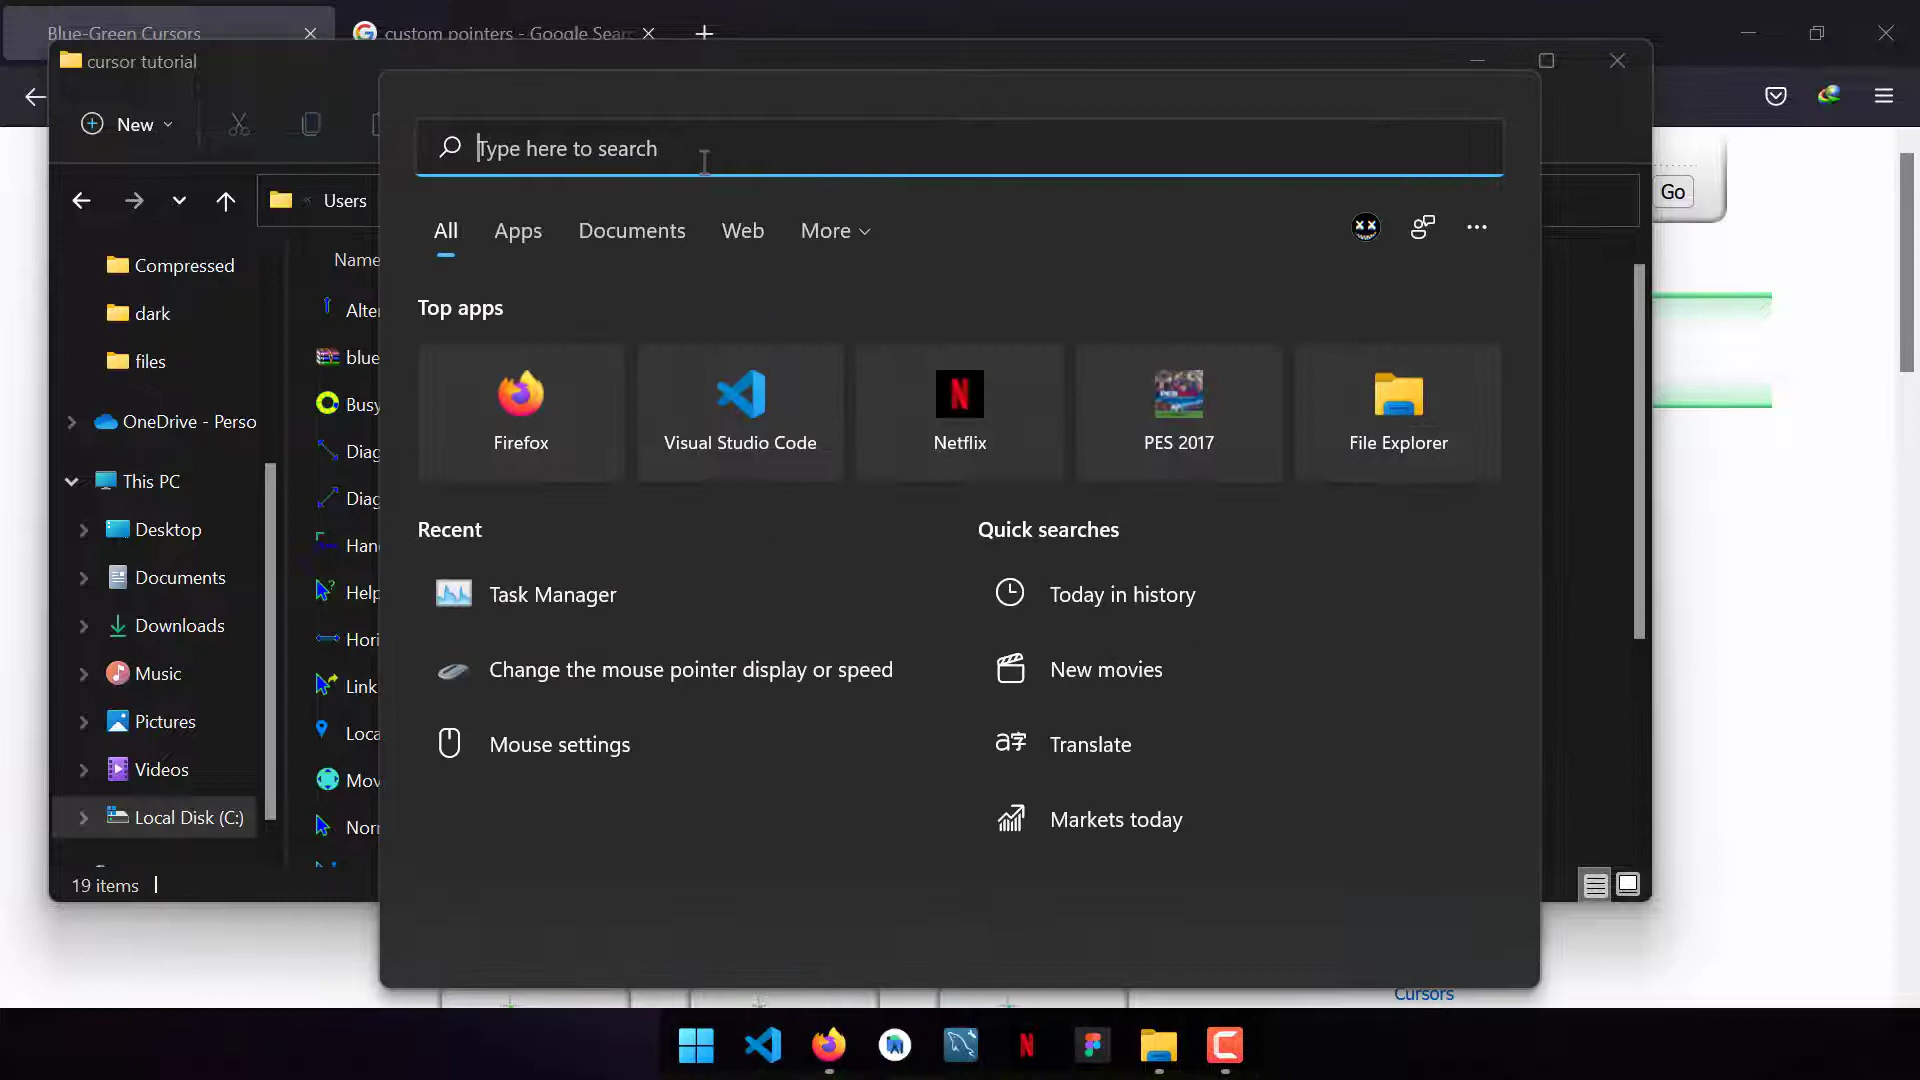 Blue-Green Cursors
custom pointers - Google Sear
cursor tutorial
New
Type here to search
Users
Go
All
Apps
Documents
Web
More
Name
Compressed
dark
files
OneDrive - Perso
This PC
Desktop
Documents
Downloads
Music
Pictures
Videos
Local Disk (C:)
19 items
Alter
blue
Busy
Diag
Diag
Han
Help
Hori
Link
Loca
Mov
Nor
Top apps
Firefox
Visual Studio Code
Netflix
PES 2017
File Explorer
Recent
Task Manager
Change the mouse pointer display or speed
Mouse settings
Quick searches
Today in history
New movies
Translate
Markets today
Cursors